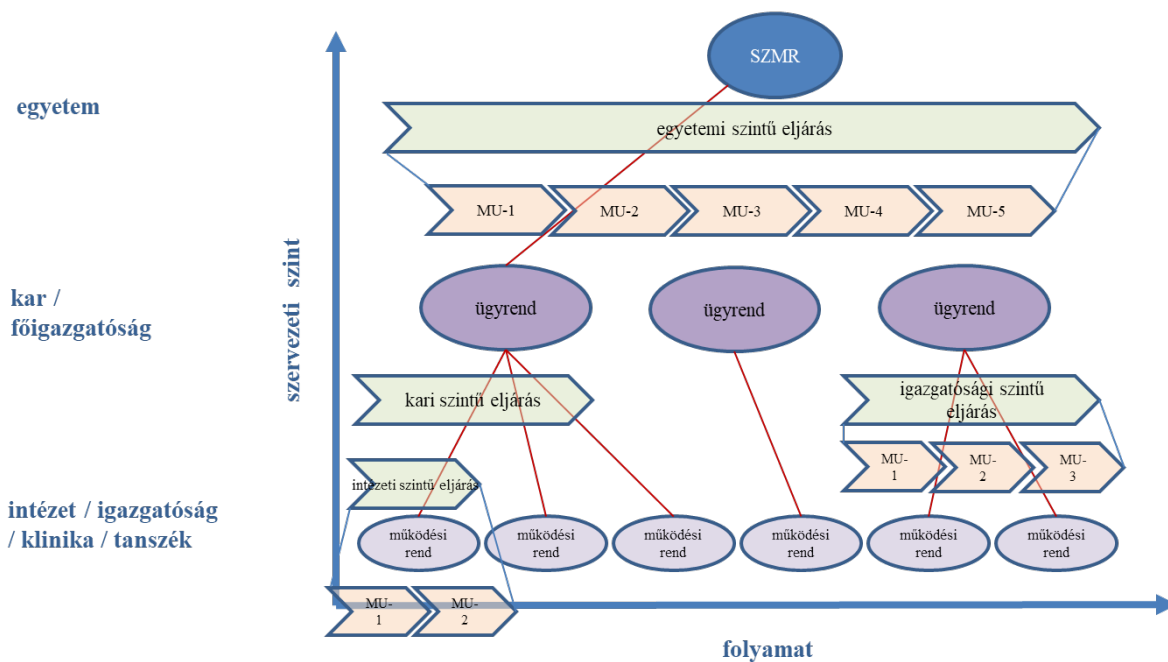 SZMR
egyetem
egyetemi szintű eljárás
MU-1
MU-2
MU-3
MU-4
MU-5
szervezeti szint
kar /
főigazgatóság
ügyrend
ügyrend
ügyrend
kari szintű eljárás
igazgatósági szintű
eljárás
MU-
1
MU-
2
MU-
3
intézeti szintű eljárás
intézet / igazgatóság
/ klinika / tanszék
működési
rend
működési
rend
működési
rend
működési
rend
működési
rend
működési
rend
MU-
1
MU-
2
folyamat